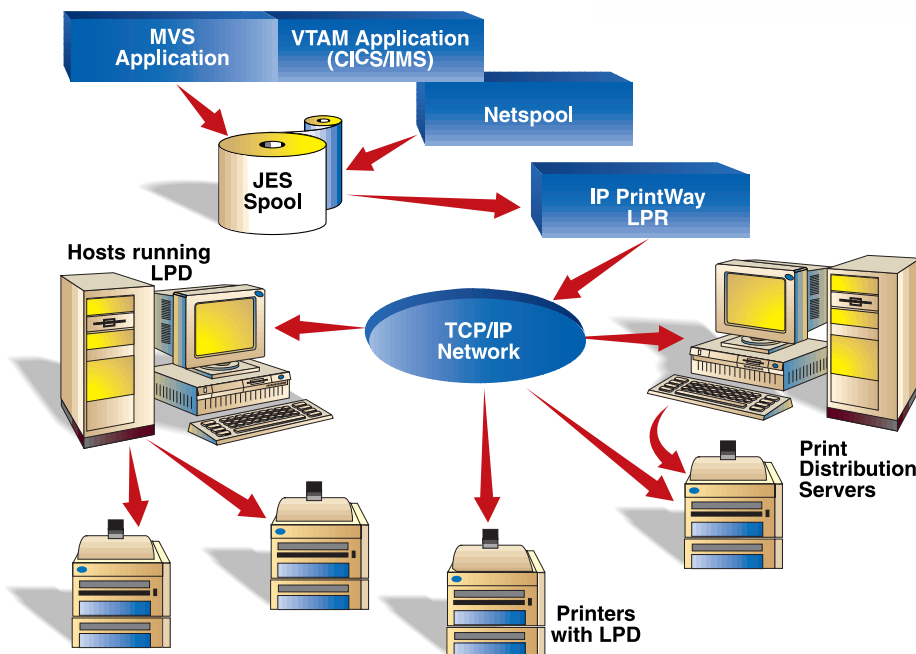 MVS
Application
VTAM Application
(CICS/IMS)
Netspool
JES
Spool
IP PrintWay
LPR
Hosts running
LPD
TCP/IP
Network
Print
Distribution
Servers
Printers
with LPD